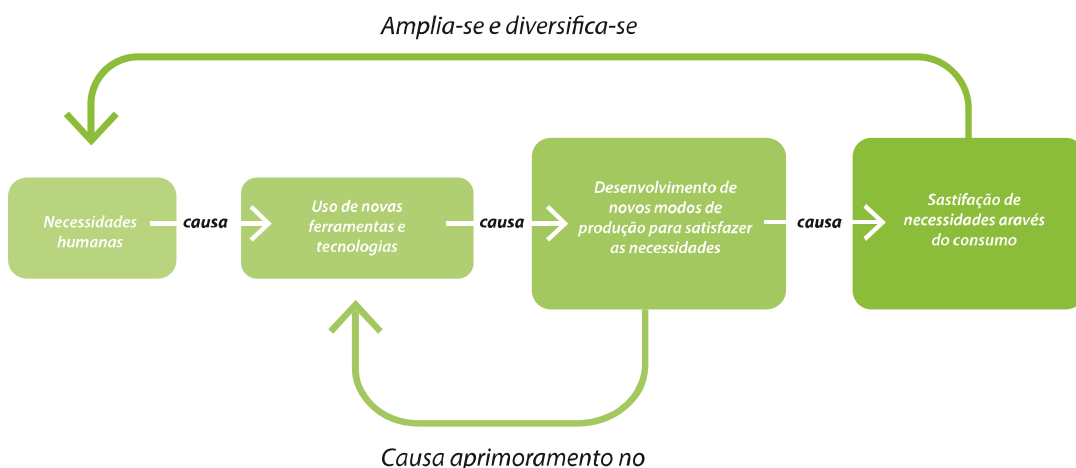 Amplia-se e diversifica-se
Necessidades
humanas
causa
Uso de novas
ferramentas e
tecnologias
causa
Desenvolvimento de
novos modos de
produção para satisfazer
as necessidades
causa
Sastifação de
necessidades aravés
do consumo
Causa aprimoramento no